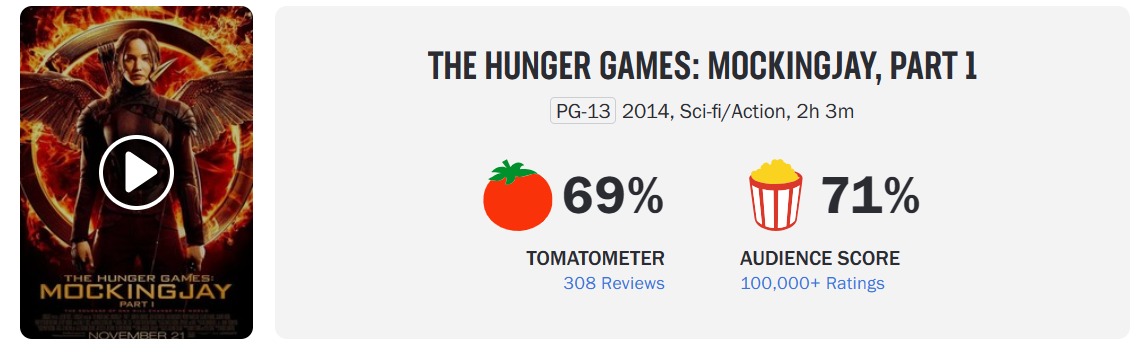 THE HUNGER GAMES:
MOCKINGJAY
PART 1
NOVEMBER 21
THE HUNGER GAMES: MOCKINGJAY, PART 1
PG-13 2014, Sci-fi/Action, 2h 3m
69% 71%
TOMATOMETER AUDIENCE SCORE
308 Reviews 100,000+ Ratings